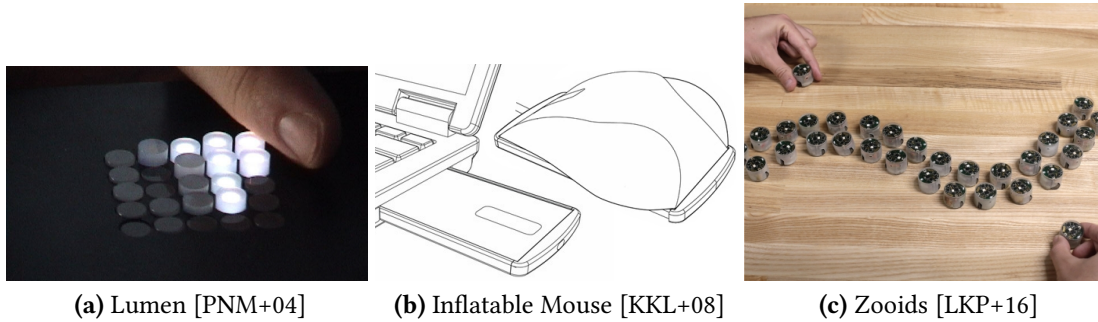 (a) Lumen [PNM+04]
(b) Inflatable Mouse [KKL+08]
(c) Zooids [LKP+16]